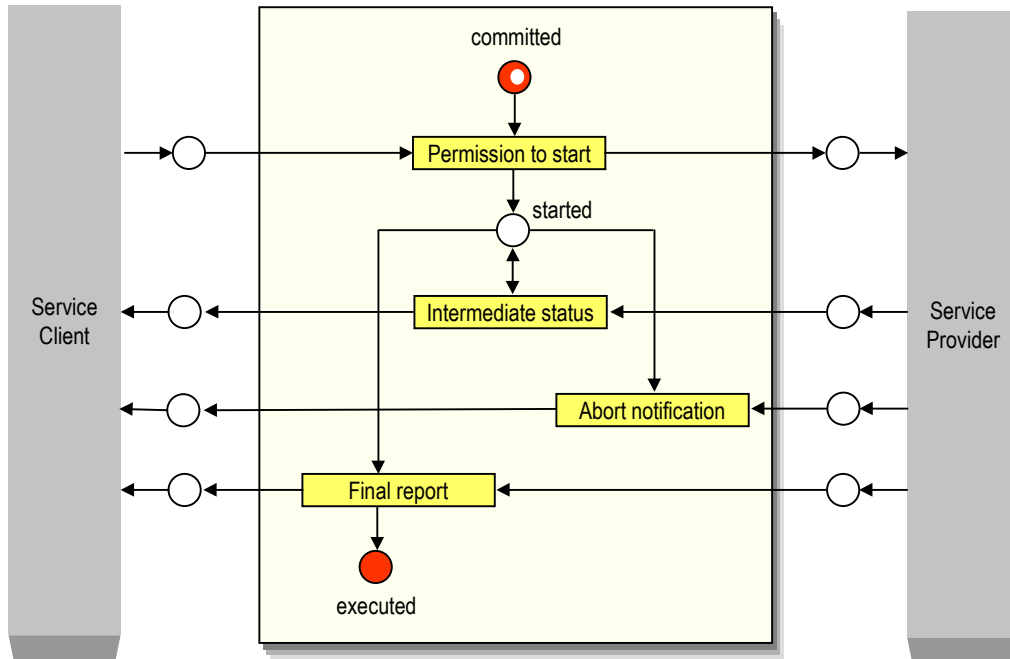 committed
Permission to start
started
Service
Client
Intermediate status
Service
Provider
Abort notification
Final report
executed